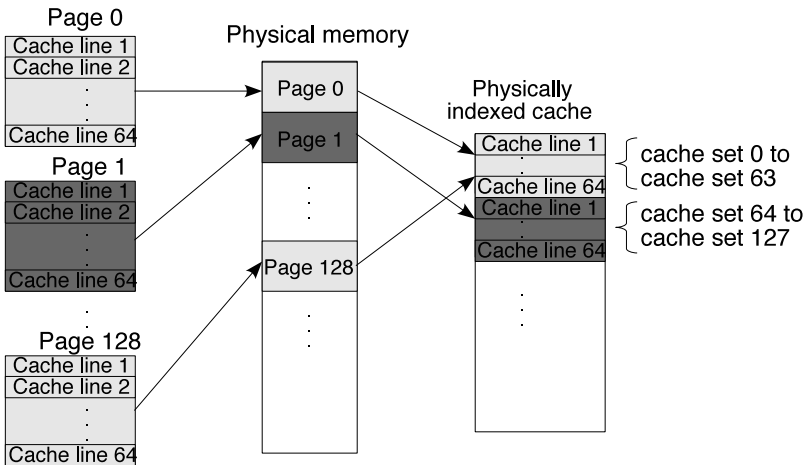 Page 0
Cache line 1
Cache line 2
Cache line 64
Page 1
Cache line 1
Cache line 2
Cache line 64
Page 128
Cache line 1
Cache line 2
Cache line 64
Physical memory
Page 0
Page 1
Page 128
Physically
indexed cache
Cache line 1
Cache line 64
Cache line 1
Cache line 64
cache set 0 to
cache set 63
cache set 64 to
cache set 127